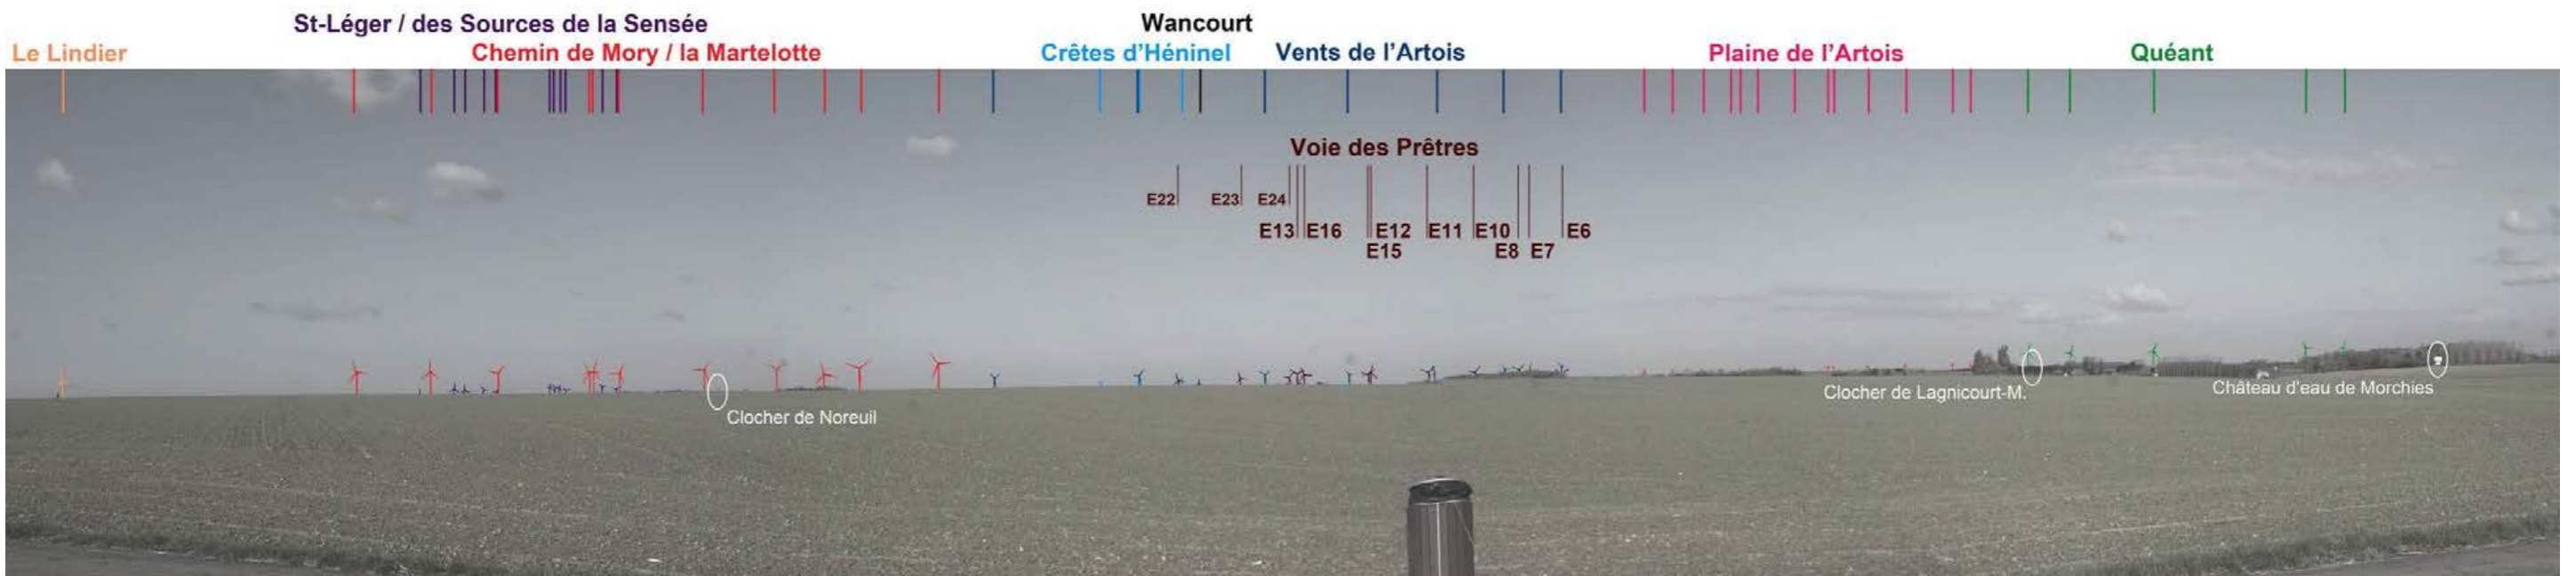 St-Léger / des Sources de la Sensée
Wancourt
Le Lindier
Chemin de Mory / la Martelotte
Crêtes d'Héninel
Vents de l'Artois
Plaine de l'Artois
Quéant
Voie des Prêtres
E22
E23
E24
E13
E16
E12
E11
E10
E6
E15
E8
E7
Clocher de Noreuil
Clocher de Lagnicourt-M.
Château d'eau de Morchies